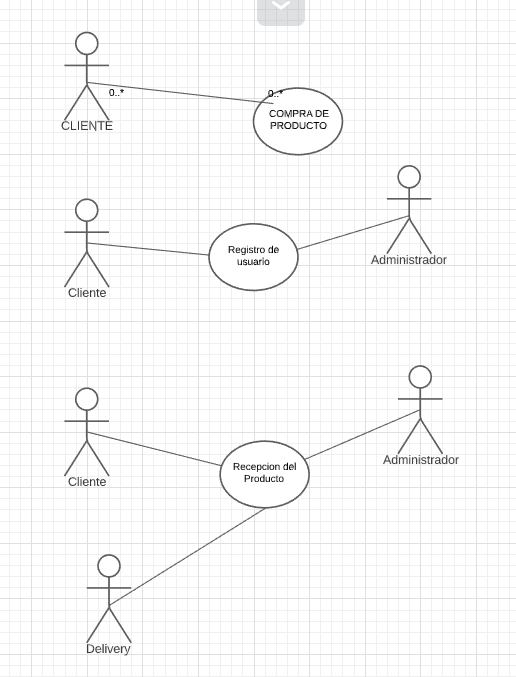 0..*
0..*
CLIENTE
COMPRA DE
PRODUCTO
Cliente
Registro de
usuario
Administrador
Cliente
Recepcion del
Producto
Administrador
Delivery